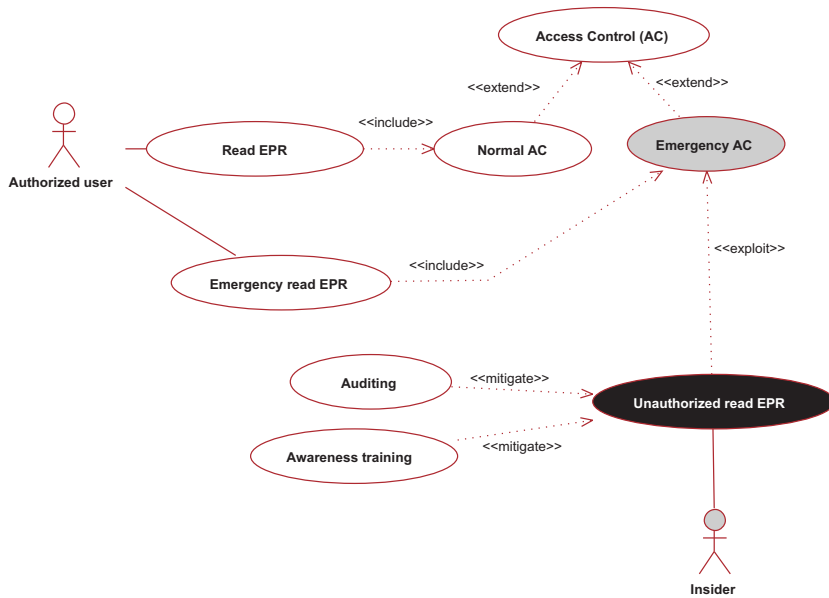 Access Control (AC)
<<extend>>
<<extend>>
<<include>>
Read EPR
Normal AC
Emergency AC
Authorized user
<<exploit>>
<<include>>
Emergency read EPR
Auditing
<<mitigate>>
Unauthorized read EPR
<<mitigate>>
Awareness training
Insider